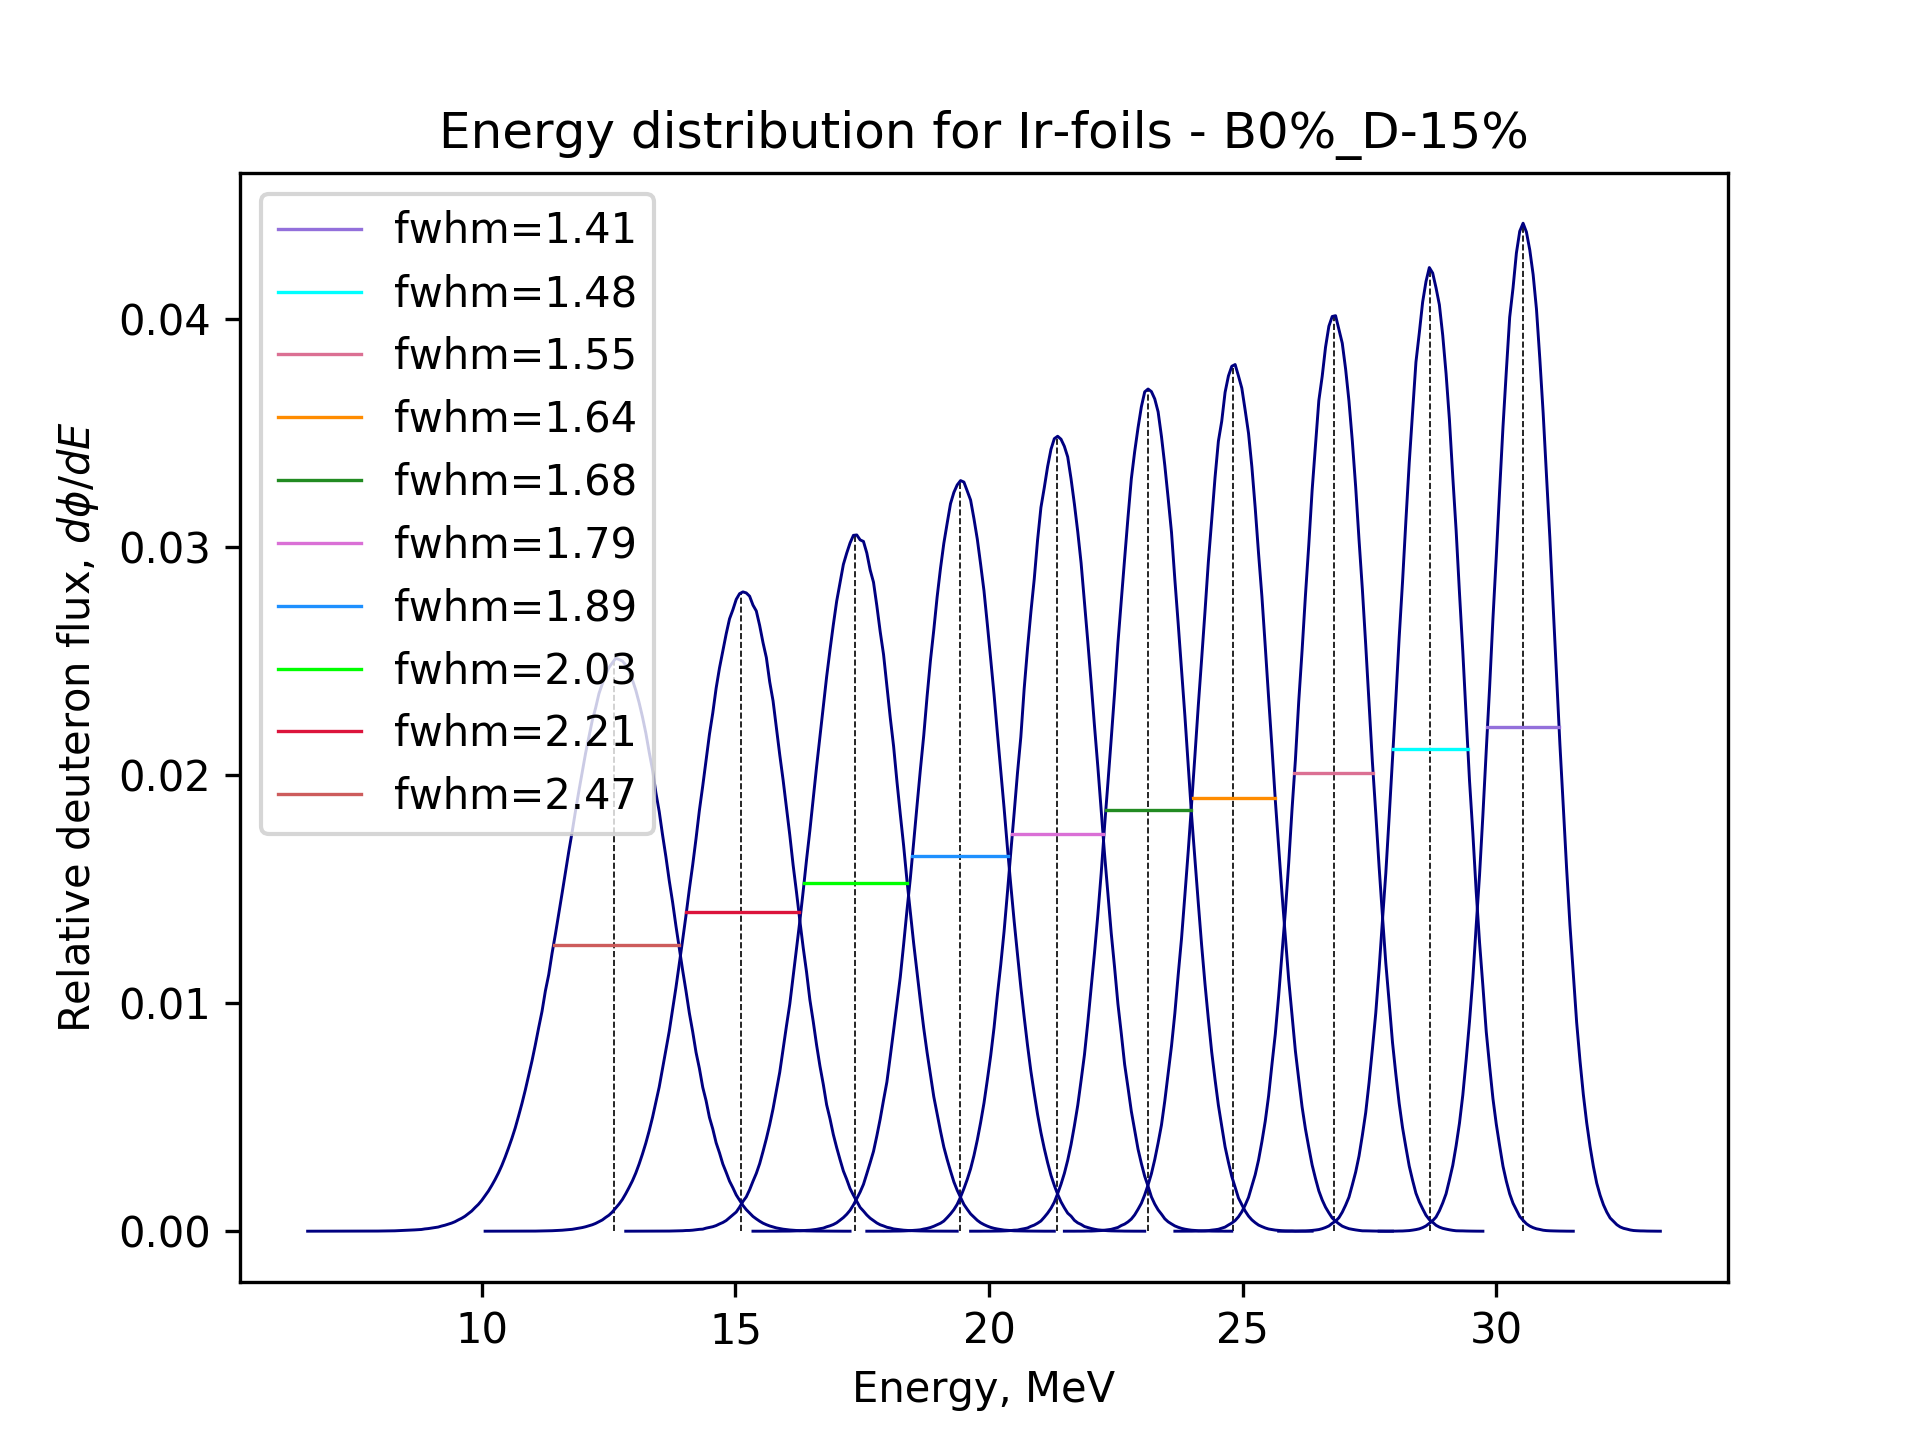 Energy distribution for Ir-foils - B0%_D-15%
fwhm=1.41
fwhm=1.48
fwhm=1.55
fwhm=1.64
fwhm=1.68
fwhm=1.79
fwhm=1.89
fwhm=2.03
fwhm=2.21
fwhm=2.47
Relative deuteron flux, dϕ/dE
0.04
0.03
0.02
0.01
0.00
10 15 20 25 30
Energy, MeV